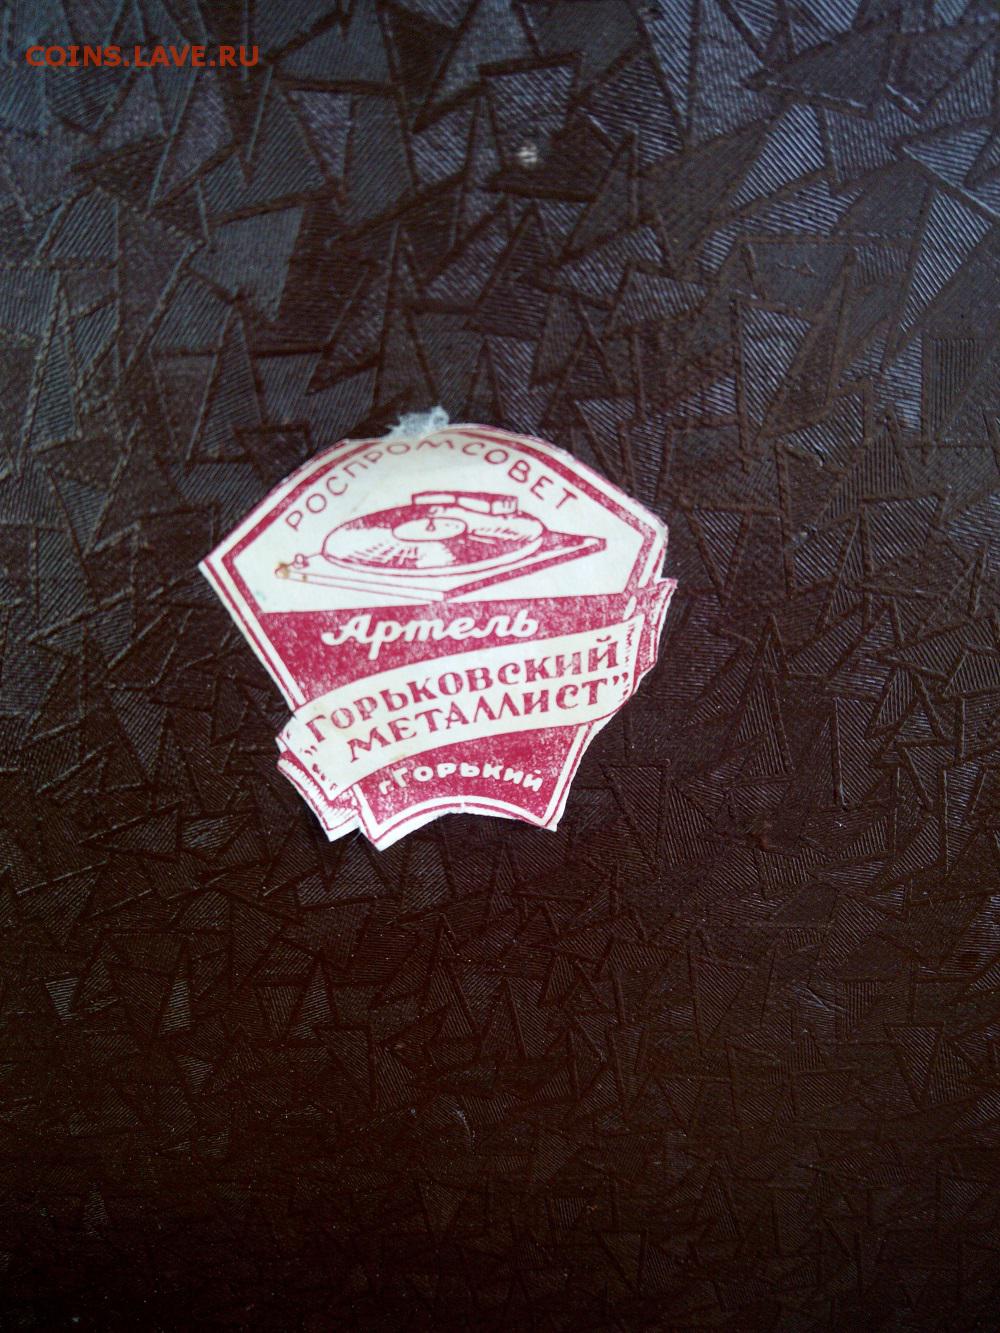 COINS.LAVE.RU
РОСПРОМСОВЕТ
Артель
„ГОРЬКОВСКИЙ
МЕТАЛЛИСТ"
г. Горький